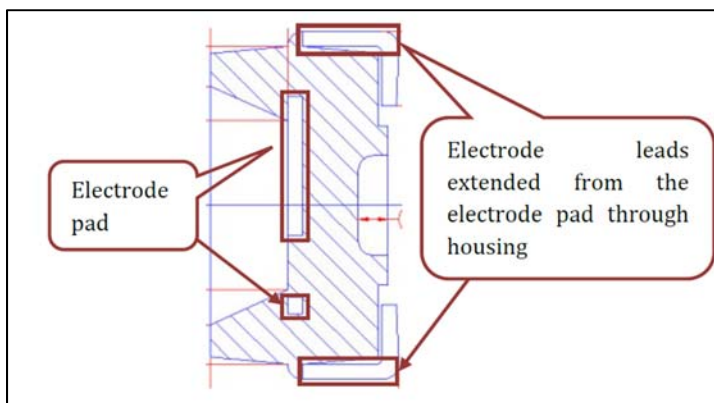 Electrode
pad
Electrode leads
extended from the
electrode pad through
housing